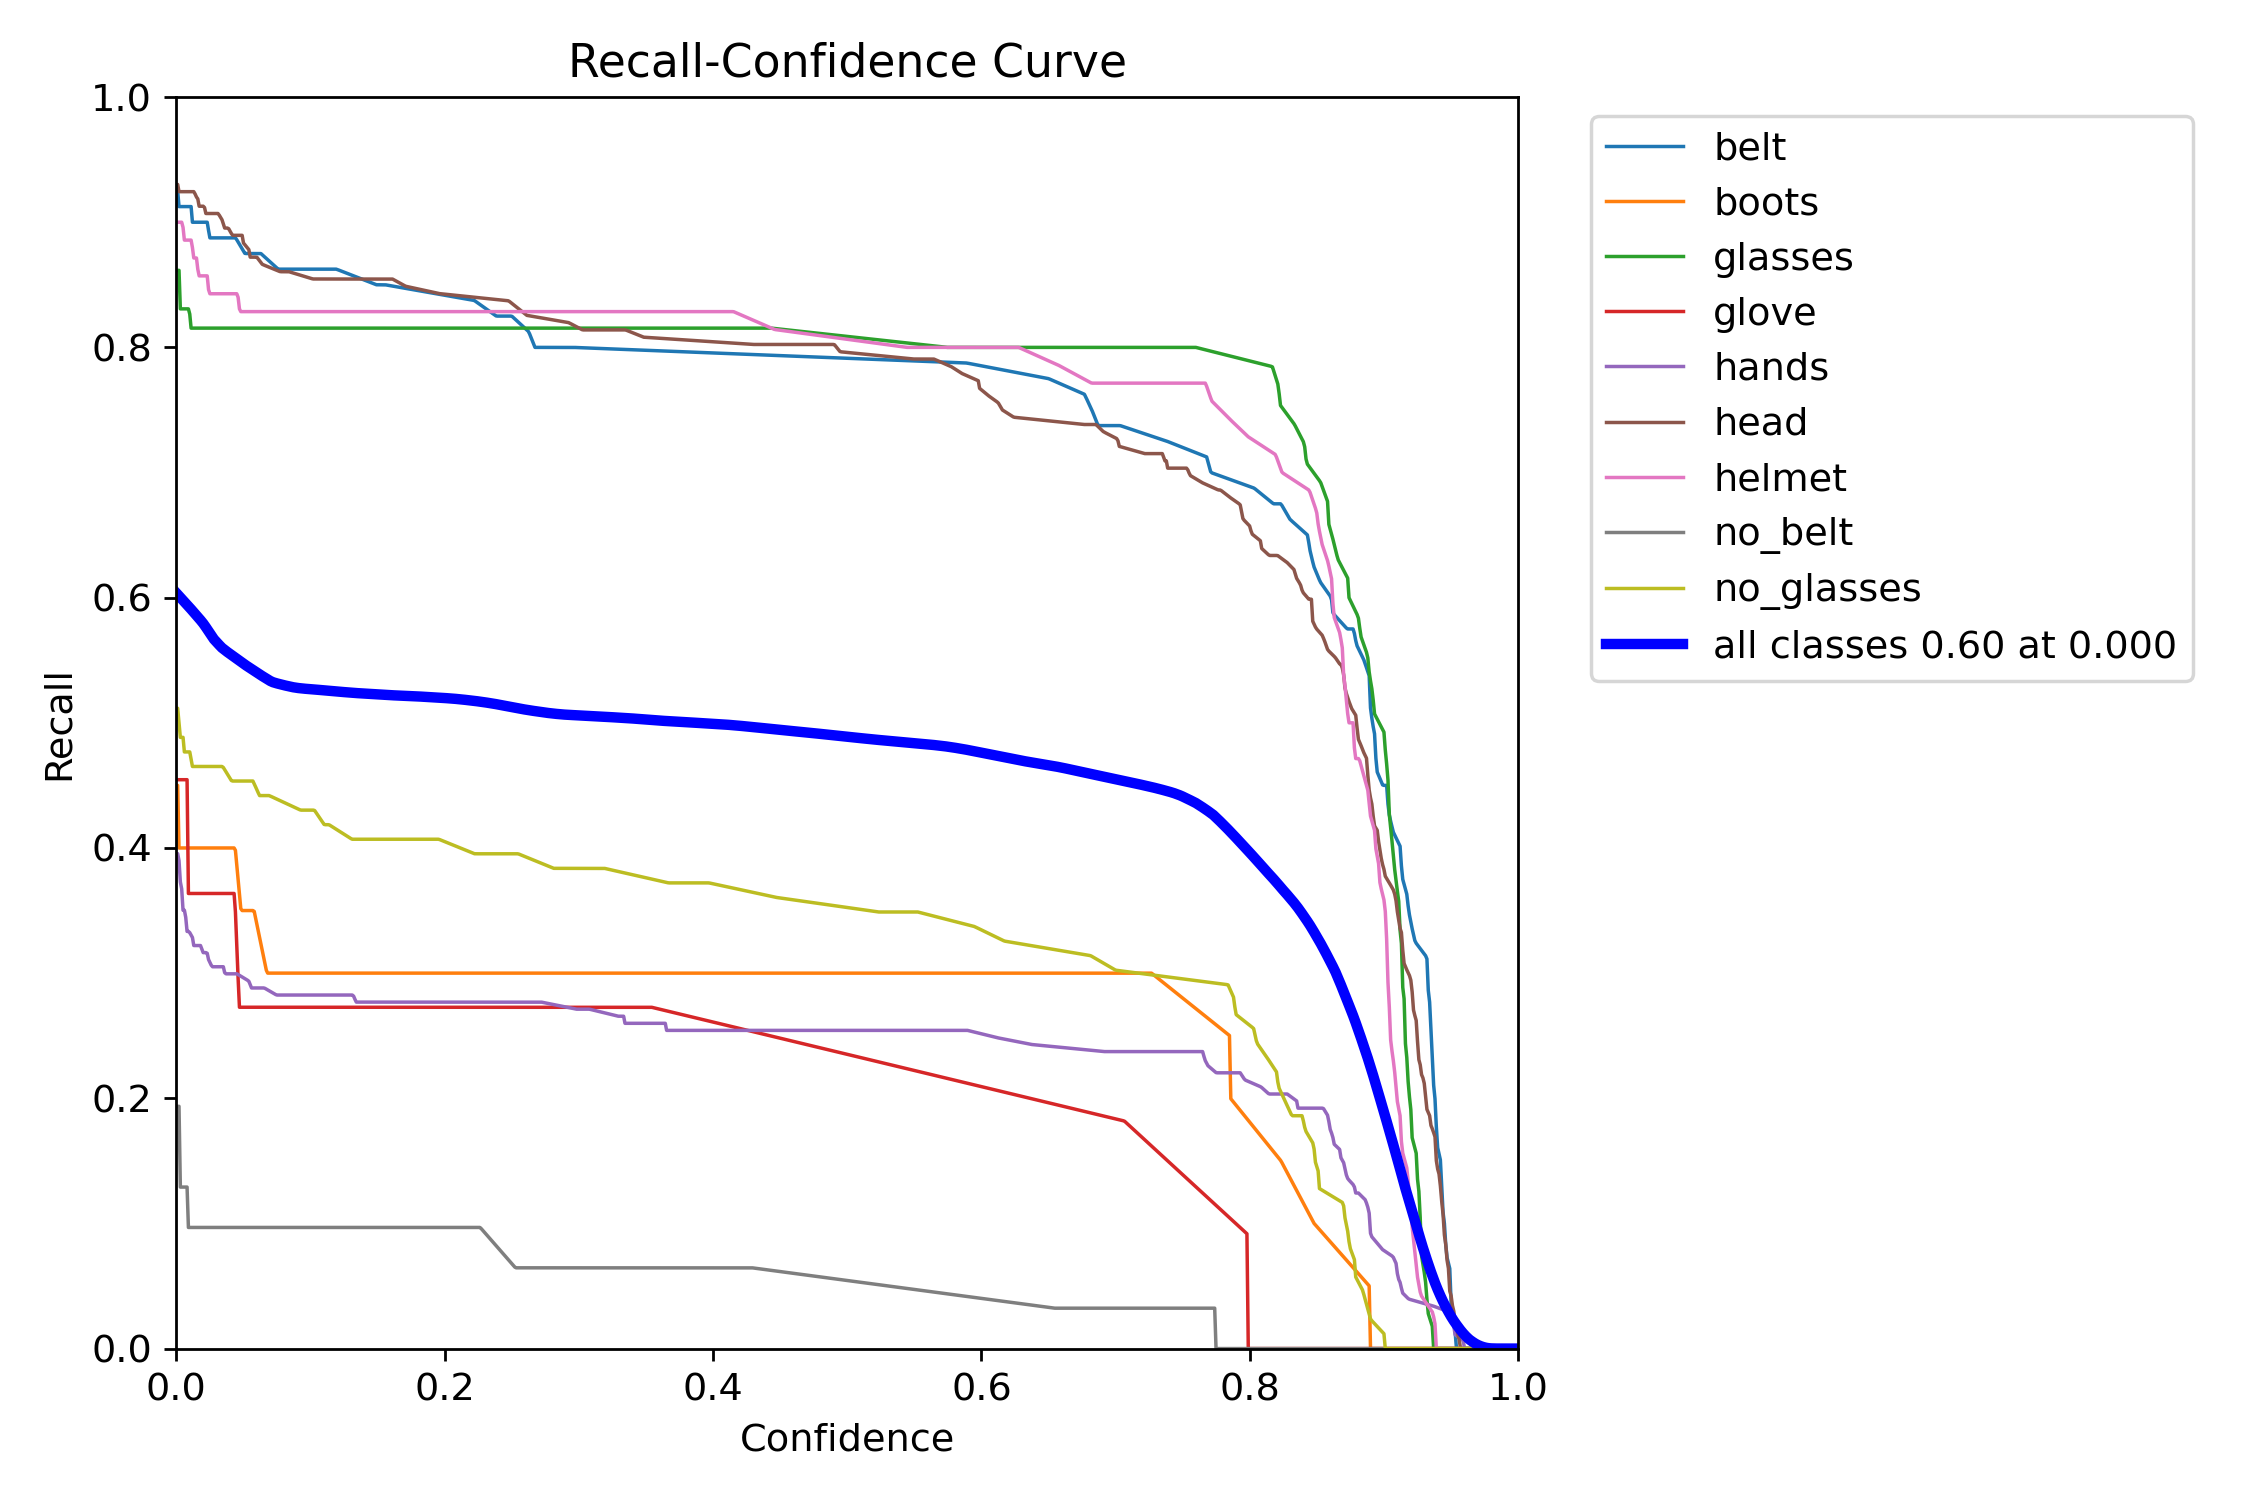 Recall-Confidence Curve
1.0
0.8
0.6
0.4
0.2
0.0
Recall
0.0 0.2 0.4 0.6 0.8 1.0
Confidence
belt
boots
glasses
glove
hands
head
helmet
no_belt
no_glasses
all classes 0.60 at 0.000